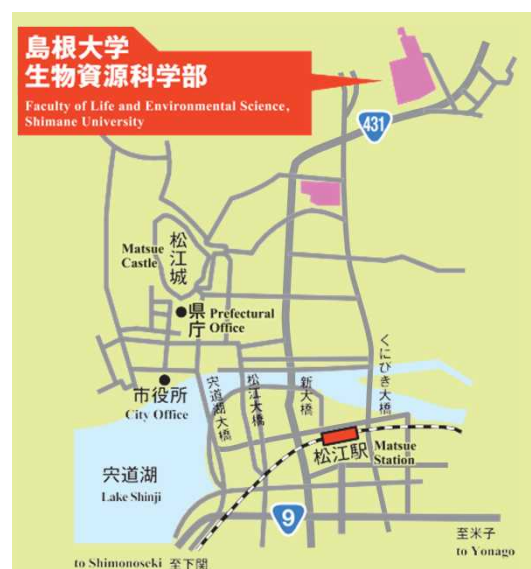 島根大学
生物資源科学部
Faculty of Life and Environmental Science,
Shimane University
431
松江城
Matsue
Castle
県庁
Prefectural
Office
市役所
City Office
宍道湖大橋
松江大橋
新大橋
くにびき大橋
松江駅
Matsue
Station
宍道湖
Lake Shinji
9
至米子
to Yonago
to Shimonoseki 至下関